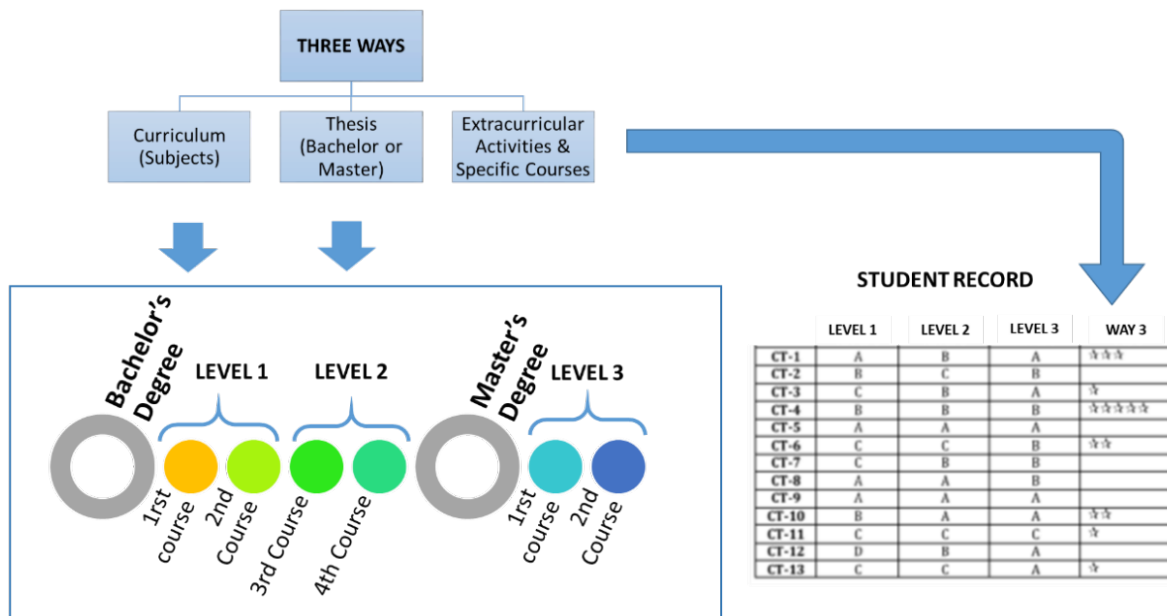 THREE WAYS
Curriculum
(Subjects)
Thesis
(Bachelor or
Master)
Extracurricular
Activities &
Specific Courses
Bachelor's
Degree
LEVEL 1
LEVEL 2
Master's
Degree
LEVEL 3
1rst
course
2nd
Course
3rd Course
4th Course
1rst
course
2nd
Course
STUDENT RECORD
LEVEL 1 LEVEL 2 LEVEL 3 WAY 3
CT-1 A B A ☆☆☆
CT-2 B C B
CT-3 C B A ☆
CT-4 B B B ☆☆☆☆☆
CT-5 A A A
CT-6 C C B ☆☆
CT-7 C B B
CT-8 A A B
CT-9 A A A
CT-10 B A A ☆☆
CT-11 C C C ☆
CT-12 D B A
CT-13 C C A ☆